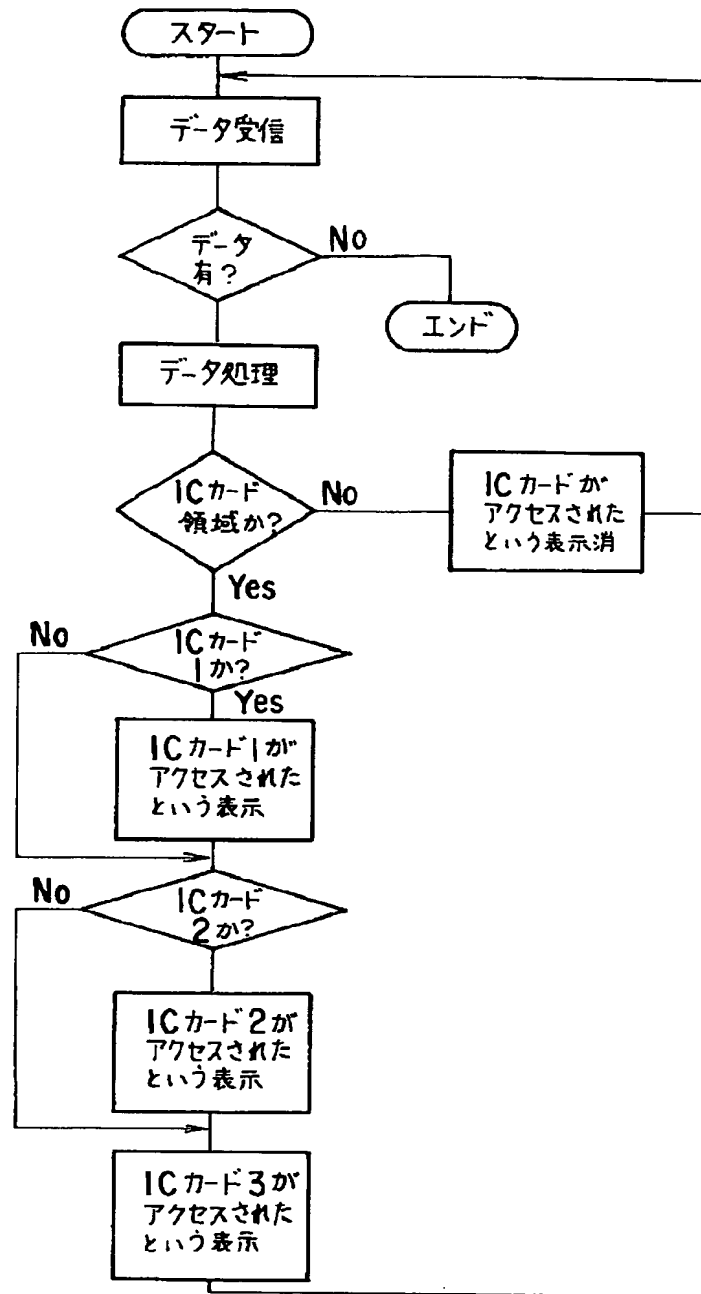 スタート
データ受信
データ
有?
No
エンド
データ処理
ICカード
領域か?
No
ICカードが
アクセスされた
という表示消
Yes
ICカード
1か?
No
Yes
ICカード1が
アクセスされた
という表示
ICカード
2か?
No
ICカード2が
アクセスされた
という表示
ICカード3が
アクセスされた
という表示